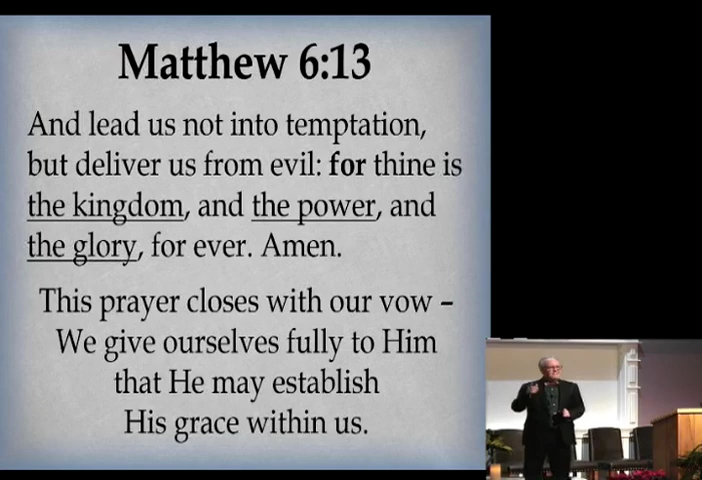 Matthew 6:13
And lead us not into temptation,
but deliver us from evil: for thine is
the kingdom, and the power, and
the glory, for ever. Amen.
This prayer closes with our vow –
We give ourselves fully to Him
that He may establish
His grace within us.